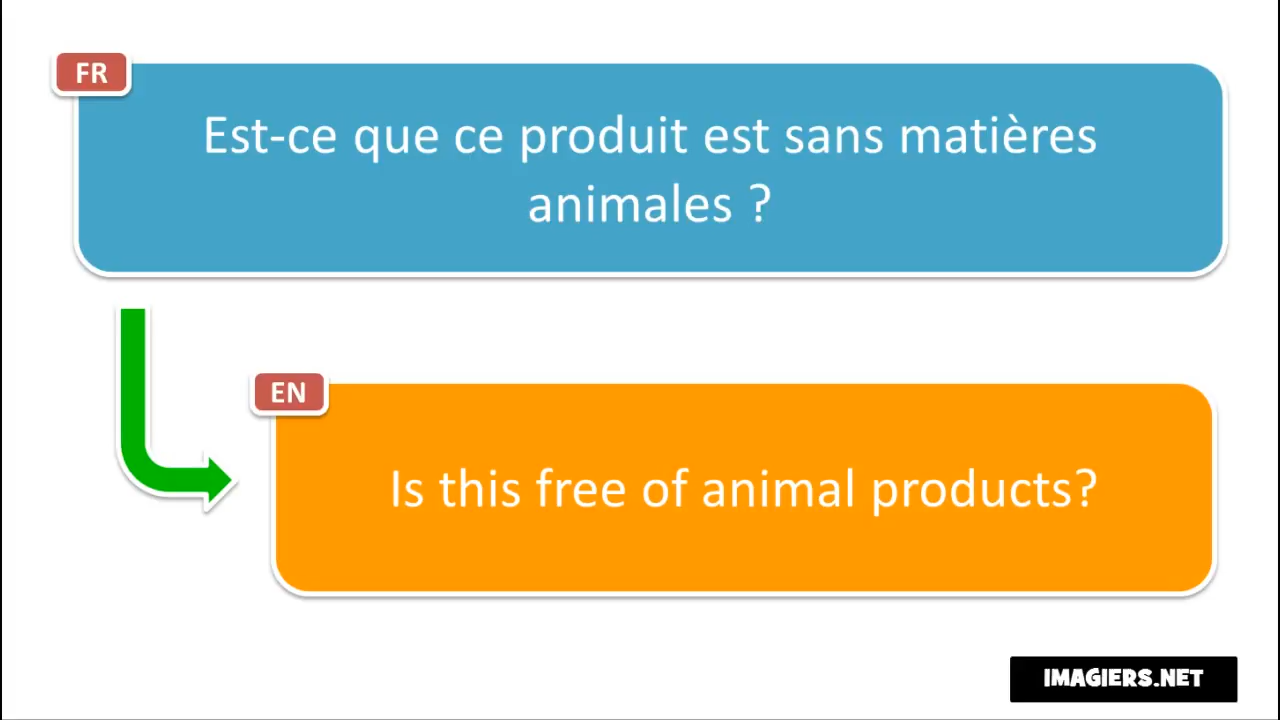 FR
Est-ce que ce produit est sans matières
animales ?
EN
Is this free of animal products?
IMAGIERS.NET